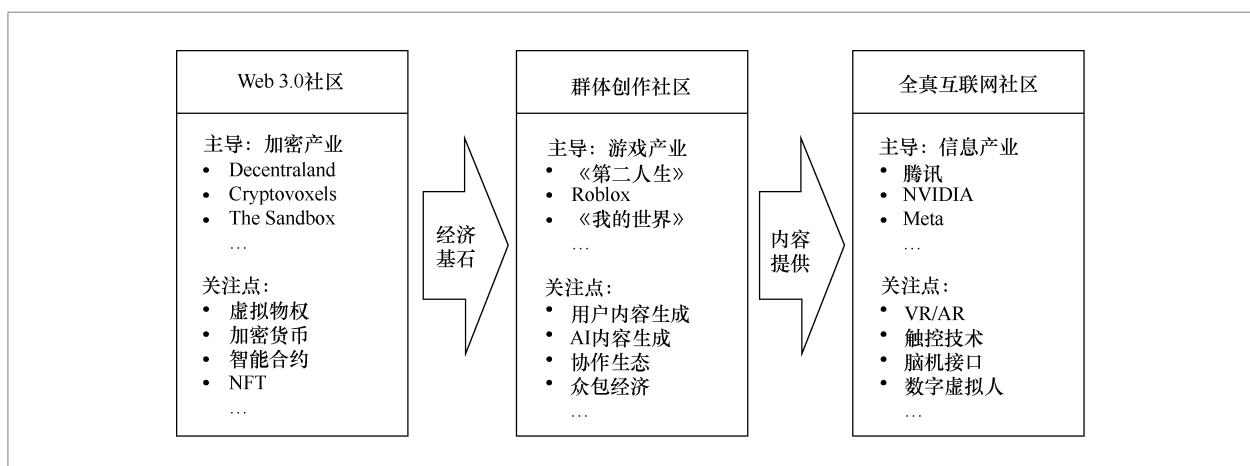 Web 3.0社区
主导：加密产业
• Decentraland
• Cryptovoxels
• The Sandbox
…
关注点：
• 虚拟物权
• 加密货币
• 智能合约
• NFT
…
经济
基石
群体创作社区
主导：游戏产业
• 《第二人生》
• Roblox
• 《我的世界》
…
关注点：
• 用户内容生成
• AI内容生成
• 协作生态
• 众包经济
…
内容
提供
全真互联网社区
主导：信息产业
• 腾讯
• NVIDIA
• Meta
…
关注点：
• VR/AR
• 触控技术
• 脑机接口
• 数字虚拟人
…